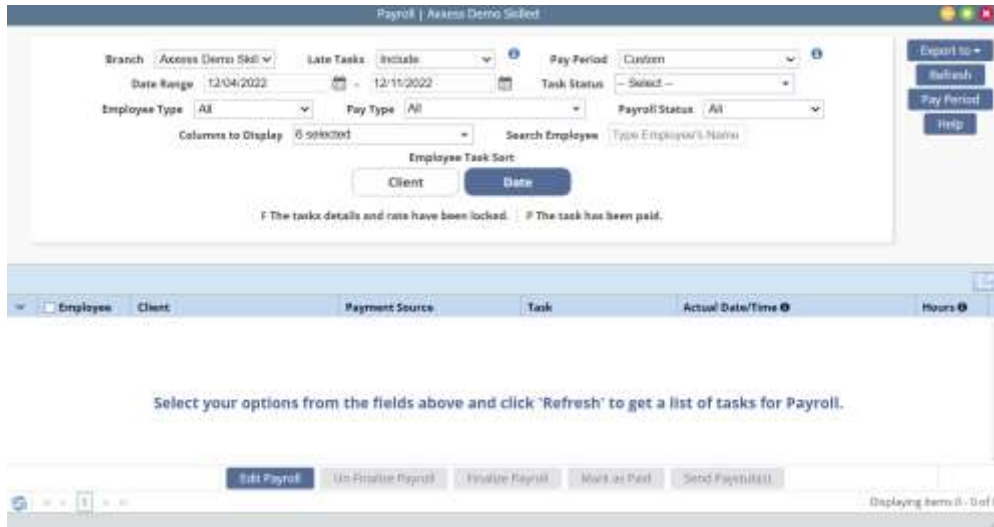 Payroll | Axxess Demo Skilled
Branch Axxess Demo Skill Late Tasks Include Pay Period Custom
Date Range 12/04/2022 - 12/11/2022 Task Status -- Select --
Employee Type All Pay Type All Payroll Status All
Columns to Display 6 selected Search Employee Type Employee's Name
Employee Task Sort
Client Date
F The tasks details and rate have been locked. P The task has been paid.
Export to
Refresh
Pay Period
Help
Employee Client Payment Source Task Actual Date/Time Hours
Select your options from the fields above and click 'Refresh' to get a list of tasks for Payroll.
Edit Payroll Un-Finalize Payroll Finalize Payroll Mark as Paid Send Paystub(s)
1 Displaying items 0 - 0 of